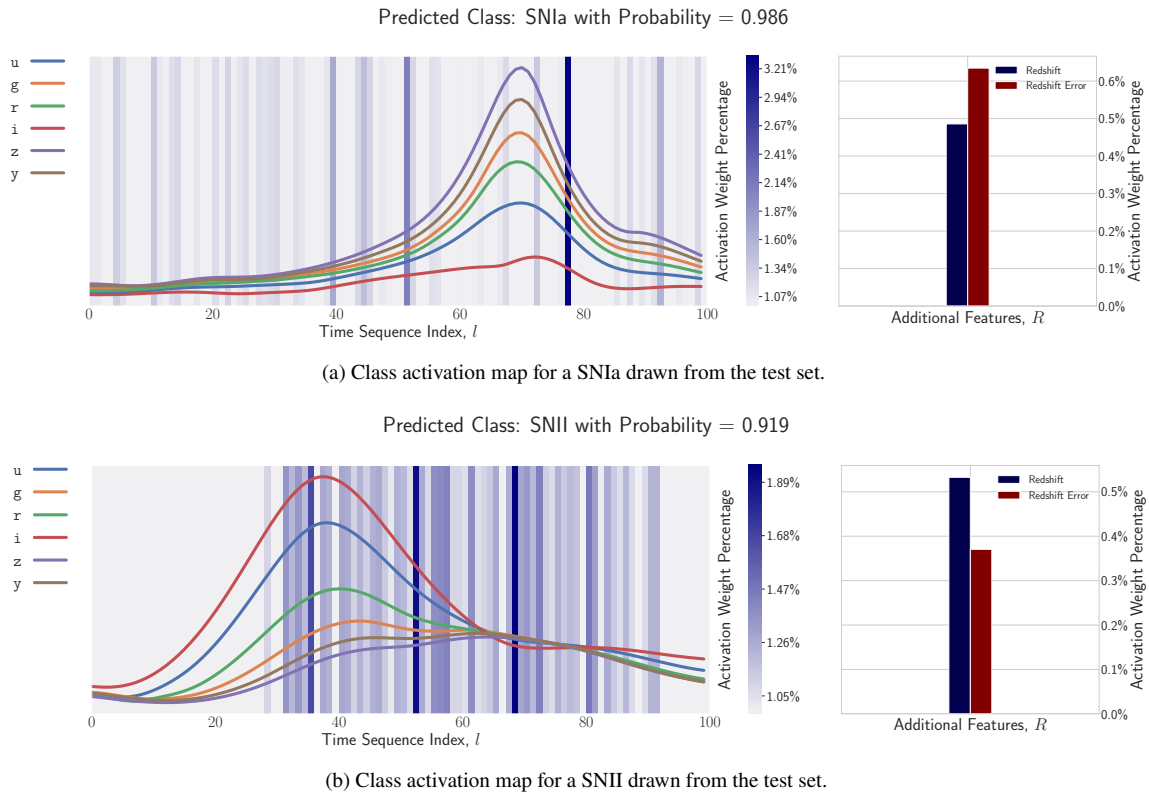 Predicted Class: SNIa with Probability = 0.986
u
g
r
i
z
y
0
20
40
60
80
100
Time Sequence Index, l
3.21%
2.94%
2.67%
2.41%
2.14%
1.87%
1.60%
1.34%
1.07%
Activation Weight Percentage
Redshift
Redshift Error
0.6%
0.5%
0.4%
0.3%
0.2%
0.1%
0.0%
Activation Weight Percentage
Additional Features, R
(a) Class activation map for a SNIa drawn from the test set.
Predicted Class: SNII with Probability = 0.919
u
g
r
i
z
y
0
20
40
60
80
100
Time Sequence Index, l
1.89%
1.68%
1.47%
1.26%
1.05%
Activation Weight Percentage
Redshift
Redshift Error
0.5%
0.4%
0.3%
0.2%
0.1%
0.0%
Activation Weight Percentage
Additional Features, R
(b) Class activation map for a SNII drawn from the test set.